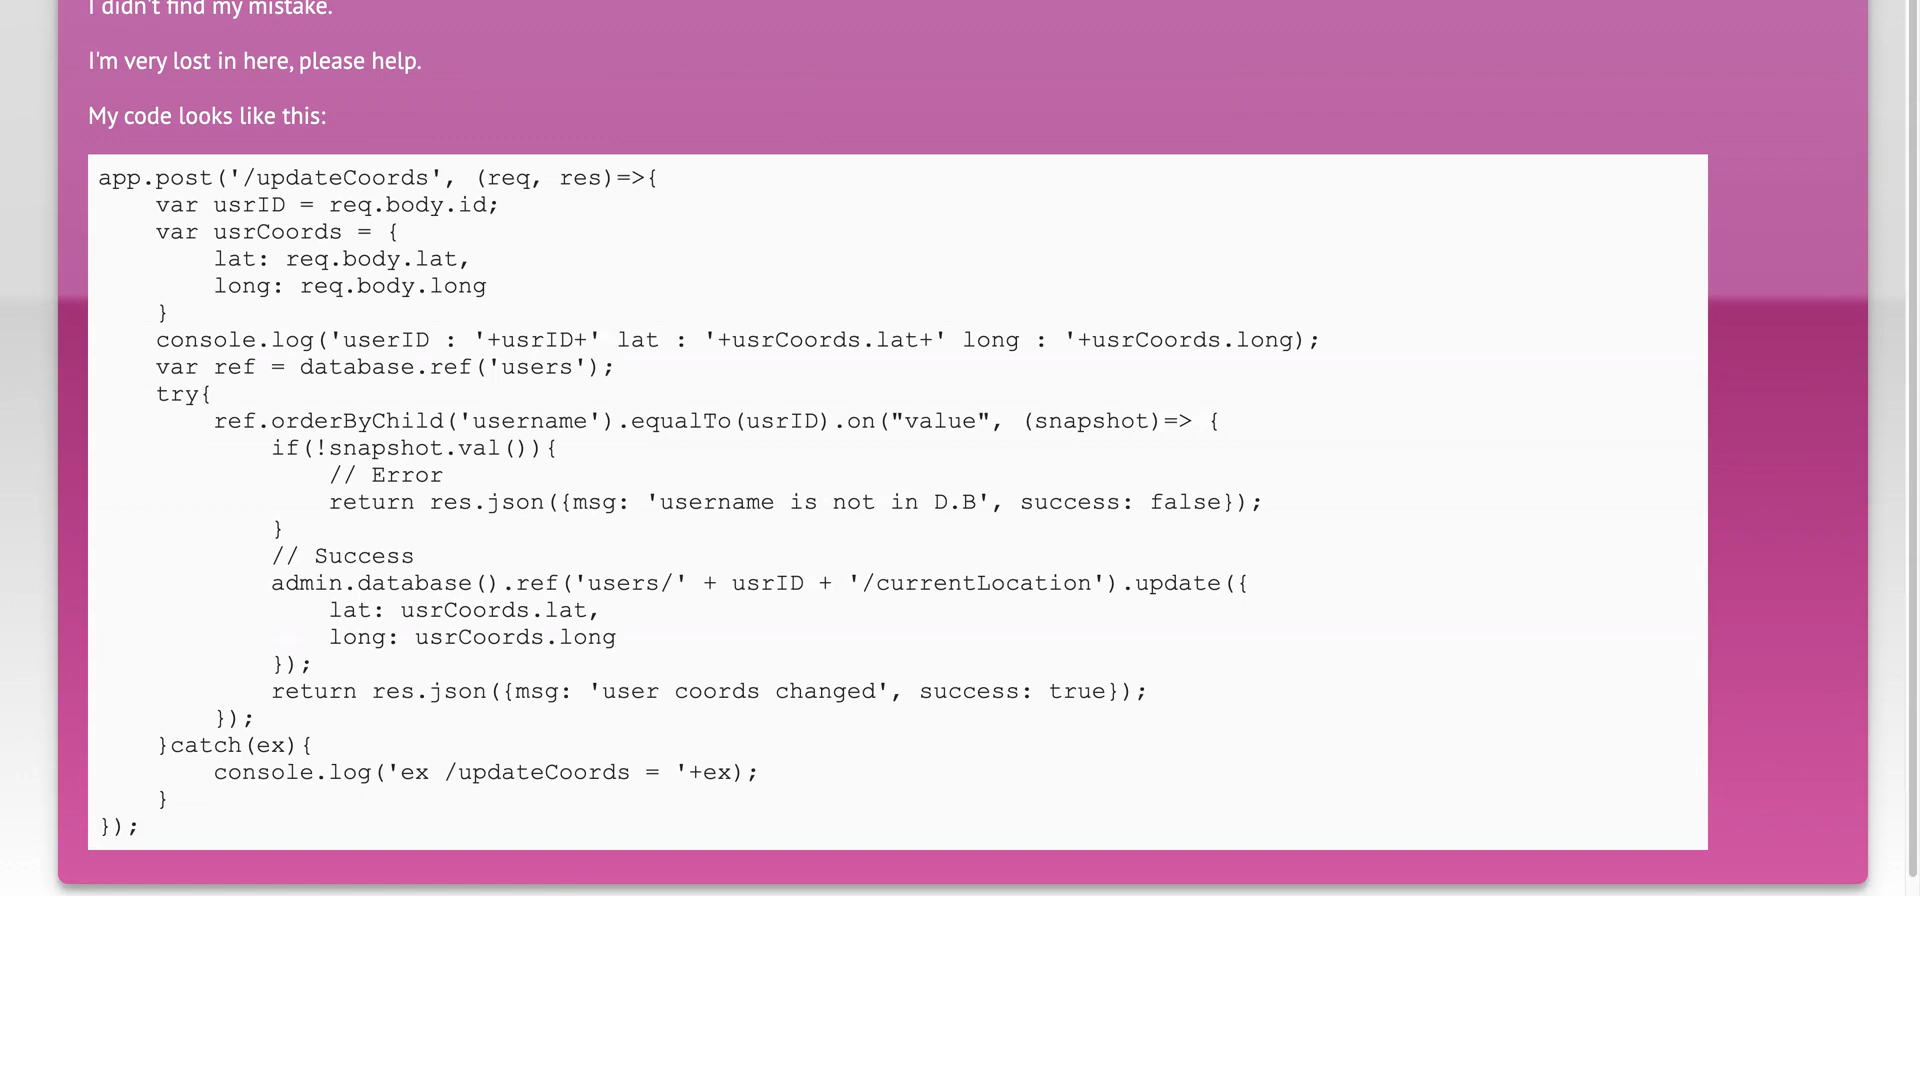 I didn't find my mistake.
I'm very lost in here, please help.
My code looks like this:
app.post('/updateCoords', (req, res)=>{
    var usrID = req.body.id;
    var usrCoords = {
        lat: req.body.lat,
        long: req.body.long
    }
    console.log('userID : '+usrID+' lat : '+usrCoords.lat+' long : '+usrCoords.long);
    var ref = database.ref('users');
    try{
        ref.orderByChild('username').equalTo(usrID).on("value", (snapshot)=> {
            if(!snapshot.val()){
                // Error
                return res.json({msg: 'username is not in D.B', success: false});
            }
            // Success
            admin.database().ref('users/' + usrID + '/currentLocation').update({
                lat: usrCoords.lat,
                long: usrCoords.long
            });
            return res.json({msg: 'user coords changed', success: true});
        });
    }catch(ex){
        console.log('ex /updateCoords = '+ex);
    }
});